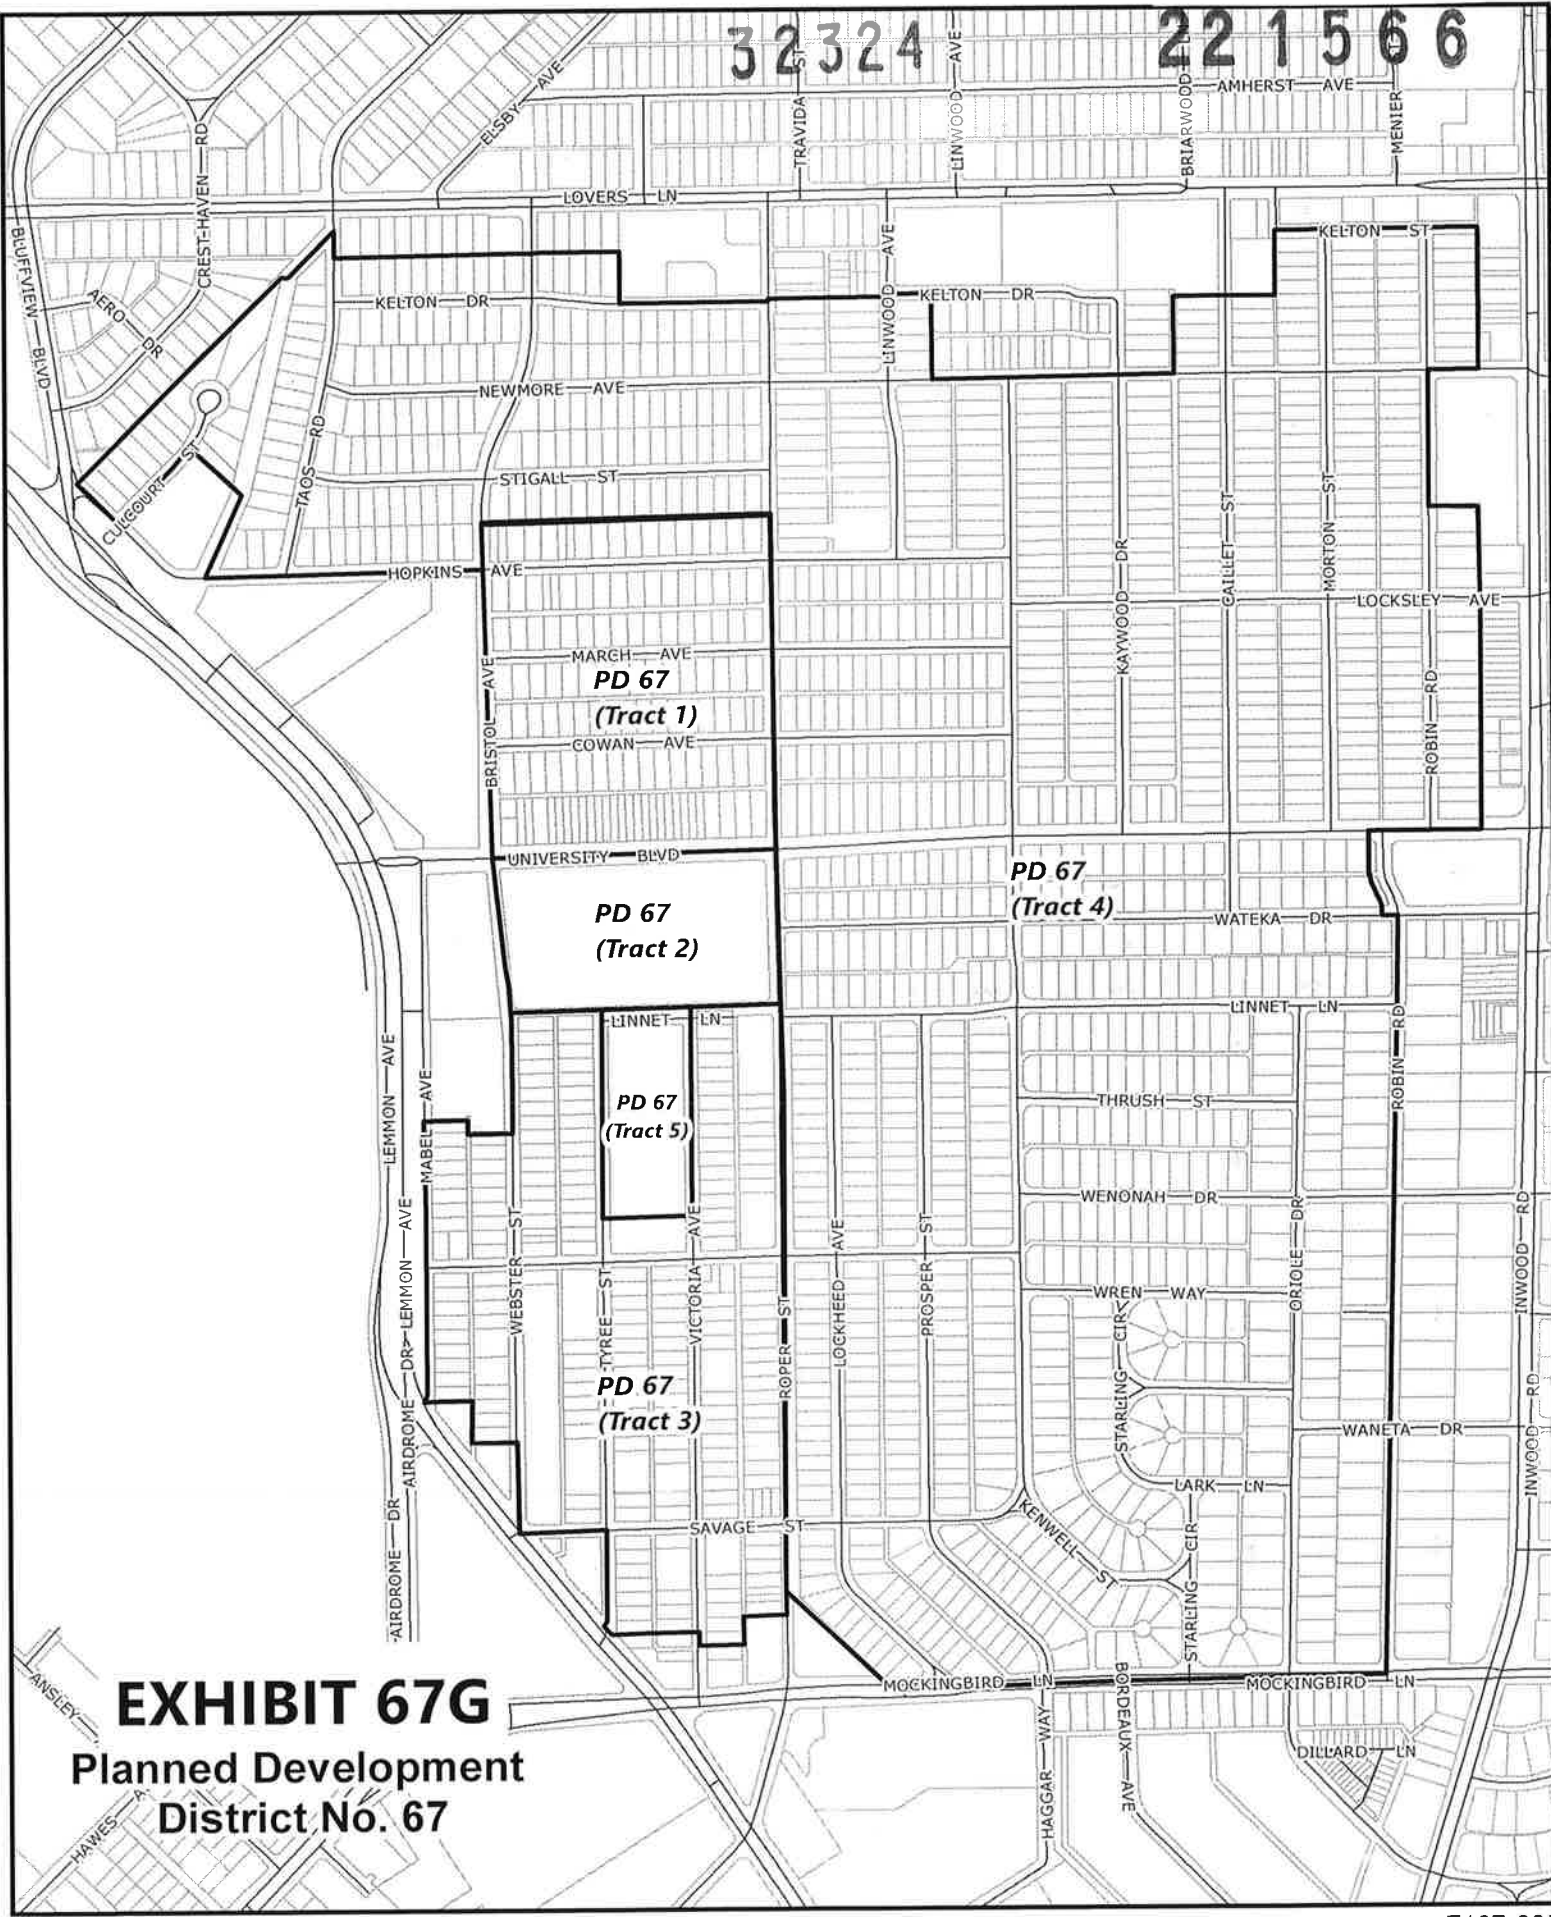 32324
221566
ELSBY AVE
TRAVIDA ST
LINWOOD AVE
BRIARWOOD
AMHERST AVE
MENIER
CREST HAVEN RD
LOVERS LN
BLUFFVIEW BLVD
KELTON ST
AERO DR
KELTON DR
LINWOOD AVE
KELTON DR
NEWMORE AVE
TAOS RD
CULCOURT ST
STIGALL ST
KAYWOOD DR
CAILLET ST
MORTON ST
HOPKINS AVE
LOCKSLEY AVE
MARCH AVE
PD 67
(Tract 1)
BRISTOL AVE
COWAN AVE
ROBIN RD
UNIVERSITY BLVD
PD 67
(Tract 4)
PD 67
(Tract 2)
WATEKA DR
LINNET LN
LINNET LN
ROBIN RD
LEMMON AVE
MABEL AVE
PD 67
(Tract 5)
THRUSH ST
WENONAH DR
LEMMON AVE
WEBSTER ST
TYREE ST
VICTORIA AVE
ROPER ST
LOCKHEED AVE
PROSPER ST
ORIOLE DR
INWOOD RD
WREN WAY
STARLING CIR
PD 67
(Tract 3)
AIRDROME DR
WANETA DR
INWOOD RD
LARK LN
SAVAGE ST
KENWELL ST
STARLING CIR
AIRDROME DR
MOCKINGBIRD LN
MOCKINGBIRD LN
ANSLEY
EXHIBIT 67G
HAGGAR WAY
BORDEAUX AVE
DILLARD LN
Planned Development
District No. 67
HAWES A